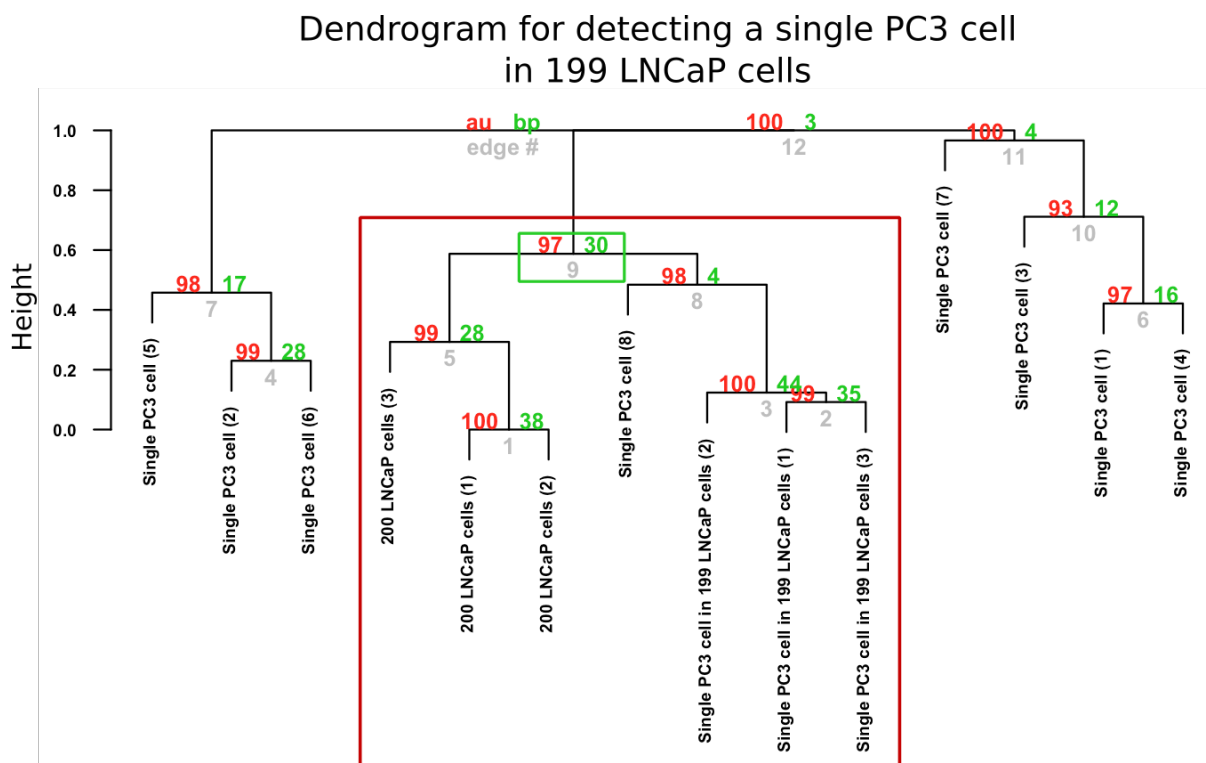 Dendrogram for detecting a single PC3 cell
in 199 LNCaP cells
Height
1.0
0.8
0.6
0.4
0.2
0.0
au bp
edge #
100 3
12
100 4
11
93 12
10
97 30
9
98 4
8
98 17
7
97 16
6
99 28
5
99 28
4
100 44
3
99 35
2
100 38
1
Single PC3 cell (5)
Single PC3 cell (2)
Single PC3 cell (6)
200 LNCaP cells (3)
200 LNCaP cells (1)
200 LNCaP cells (2)
Single PC3 cell (8)
Single PC3 cell in 199 LNCaP cells (2)
Single PC3 cell in 199 LNCaP cells (1)
Single PC3 cell in 199 LNCaP cells (3)
Single PC3 cell (7)
Single PC3 cell (3)
Single PC3 cell (1)
Single PC3 cell (4)